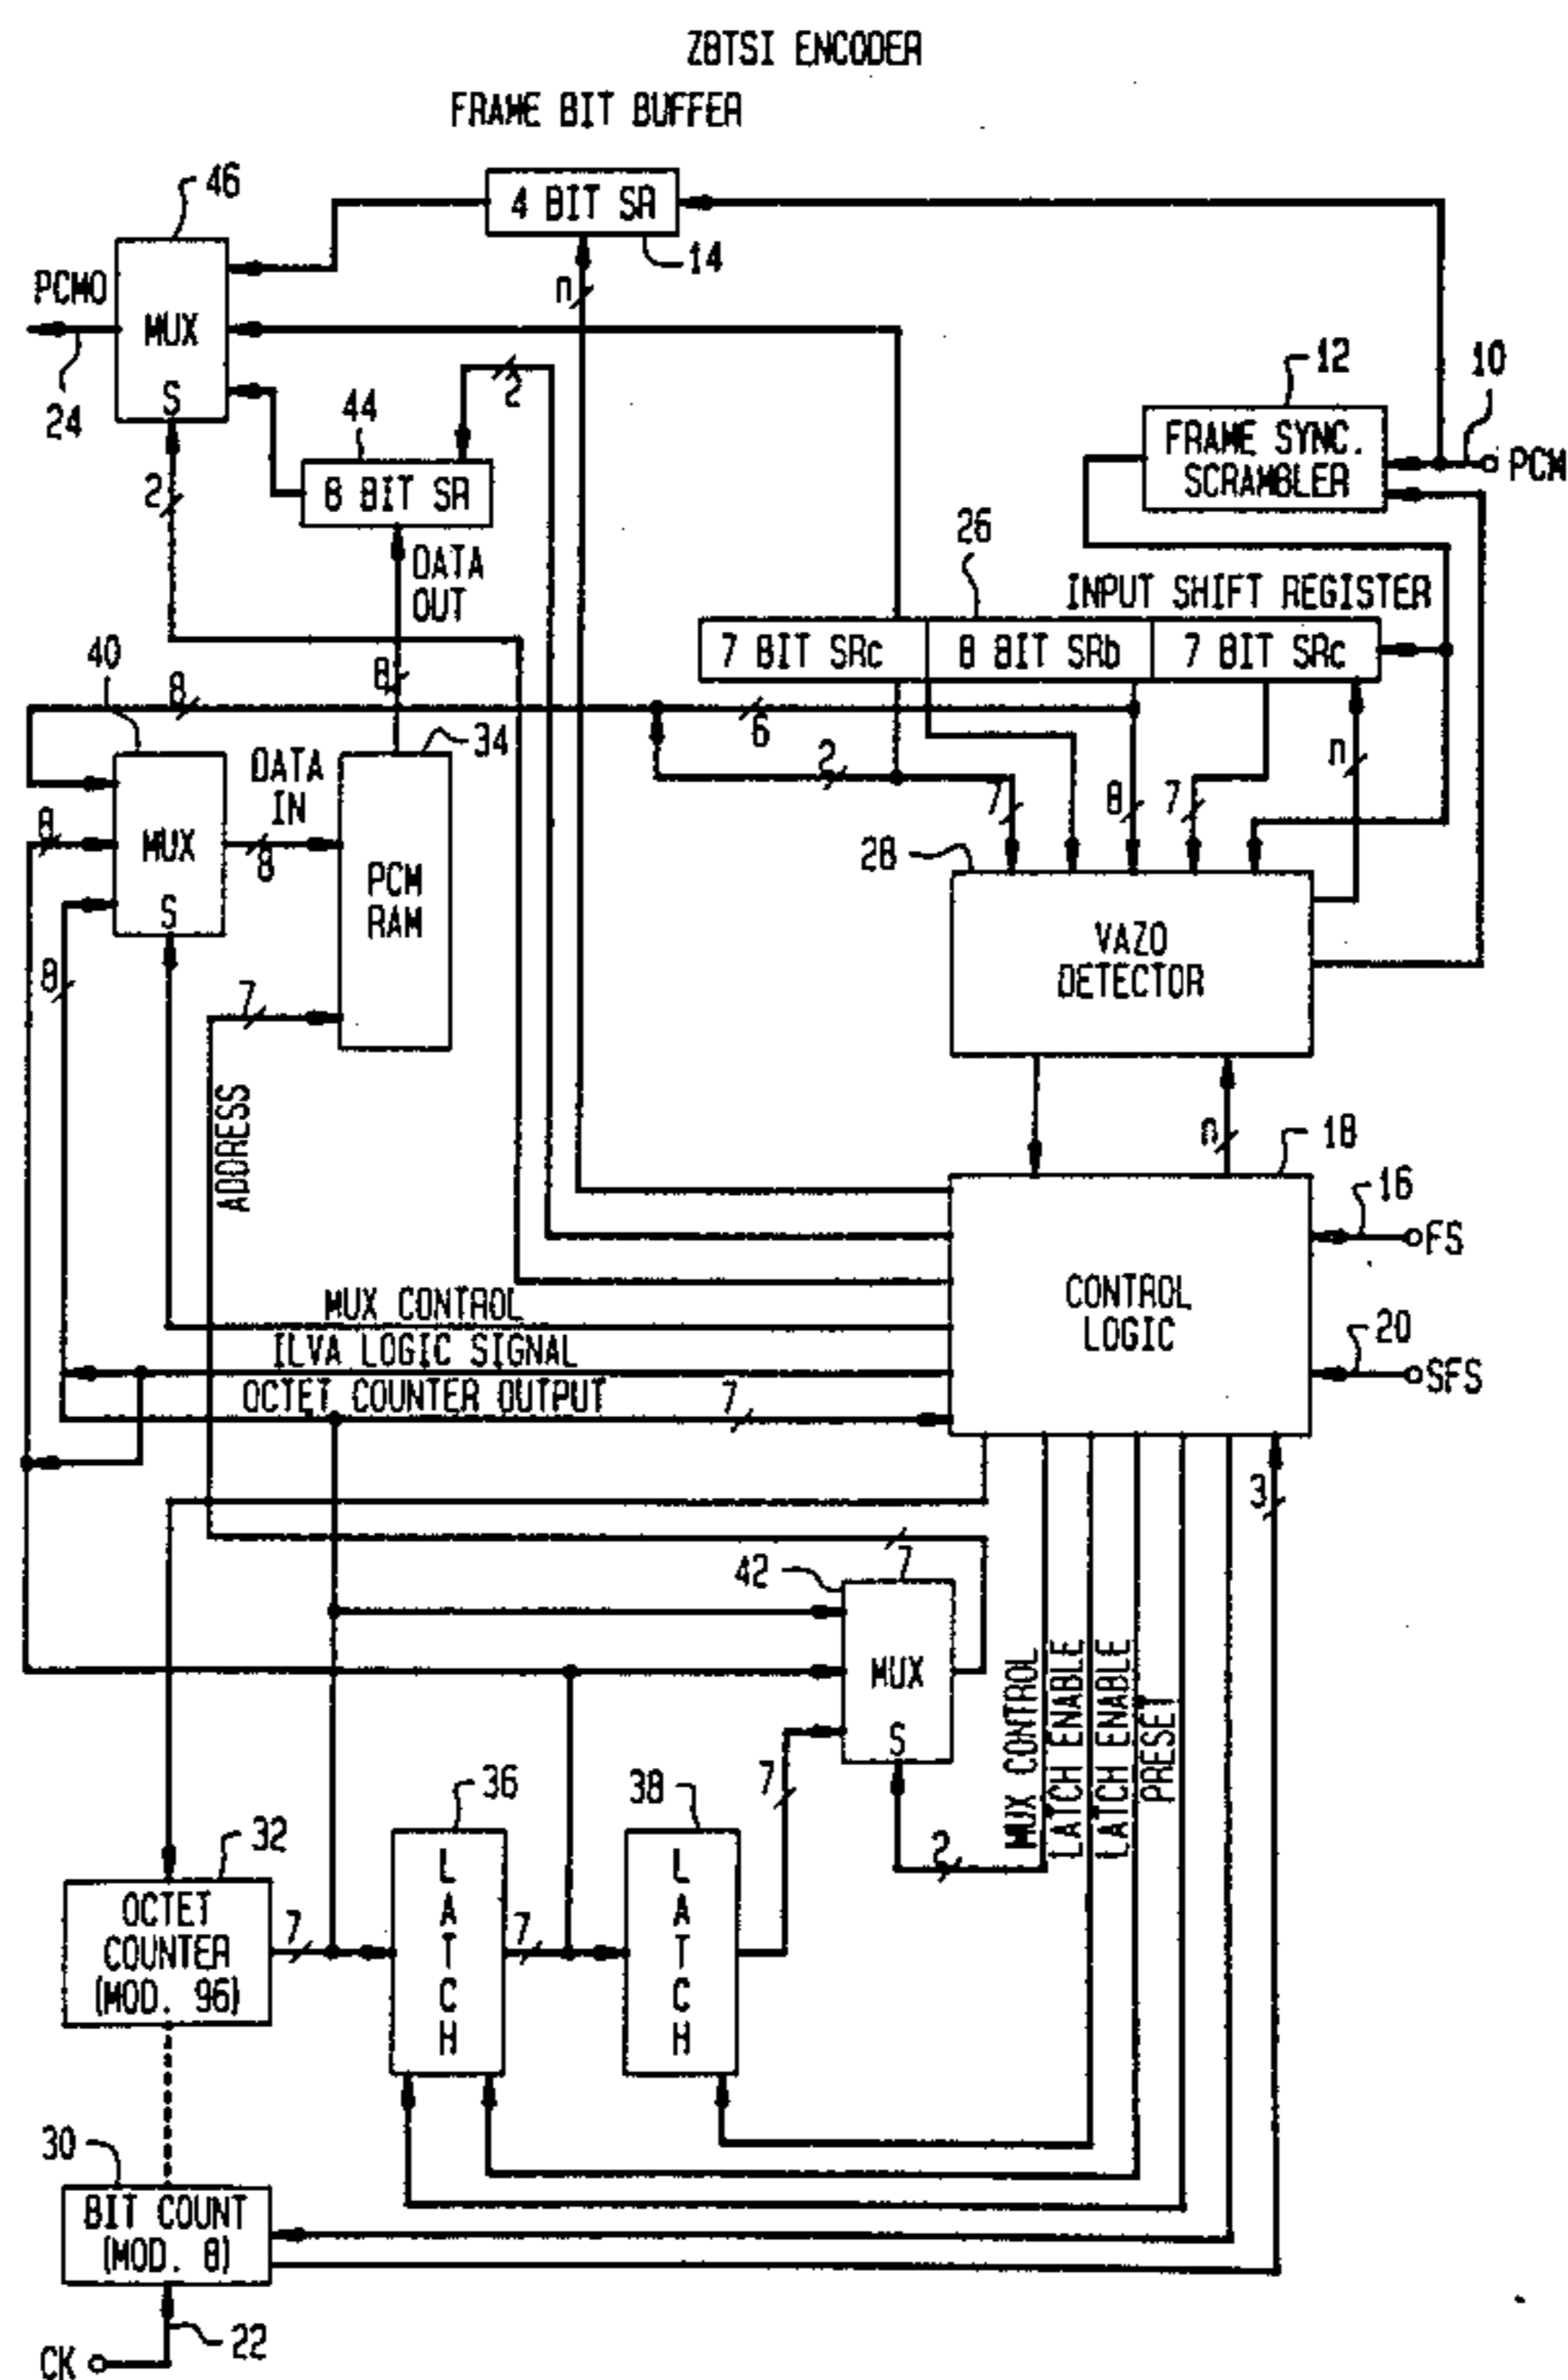 ZBTSI ENCODER
FRAME BIT BUFFER
46
4 BIT SR
14
PCMO
MUX
S
24
n
2
2
44
8 BIT SR
12
10
FRAME SYNC.
SCRAMBLER
PCM
DATA
OUT
26
INPUT SHIFT REGISTER
7 BIT SRc
8 BIT SRb
7 BIT SRc
40
8
8
6
34
2
n
DATA
IN
7
8
7
8
MUX
8
S
PCM
RAM
28
VAZO
DETECTOR
8
7
ADDRESS
n
18
16
FS
CONTROL
LOGIC
MUX CONTROL
ILVA LOGIC SIGNAL
20
SFS
OCTET COUNTER OUTPUT
7
3
7
42
MUX
S
MUX CONTROL
LATCH ENABLE
LATCH ENABLE
PRESET
7
2
36
38
32
LATCH
LATCH
OCTET
COUNTER
(MOD. 96)
7
7
30
BIT COUNT
(MOD. 8)
22
CK